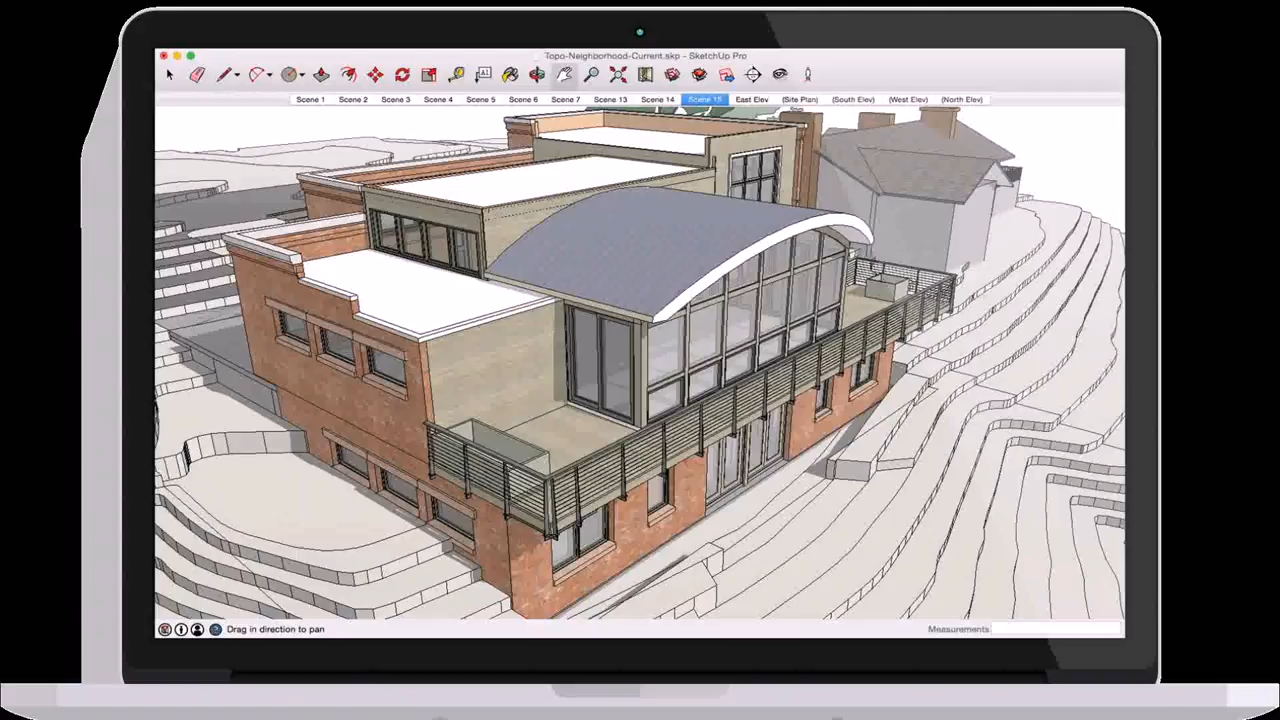 Topo-Neighborhood-Current.skp - SketchUp Pro
A1
Scene 1 Scene 2 Scene 3 Scene 4 Scene 5 Scene 6 Scene 7 Scene 13 Scene 14 Scene 15 East Elev (Site Plan) (South Elev) (West Elev) (North Elev)
Drag in direction to pan
Measurements